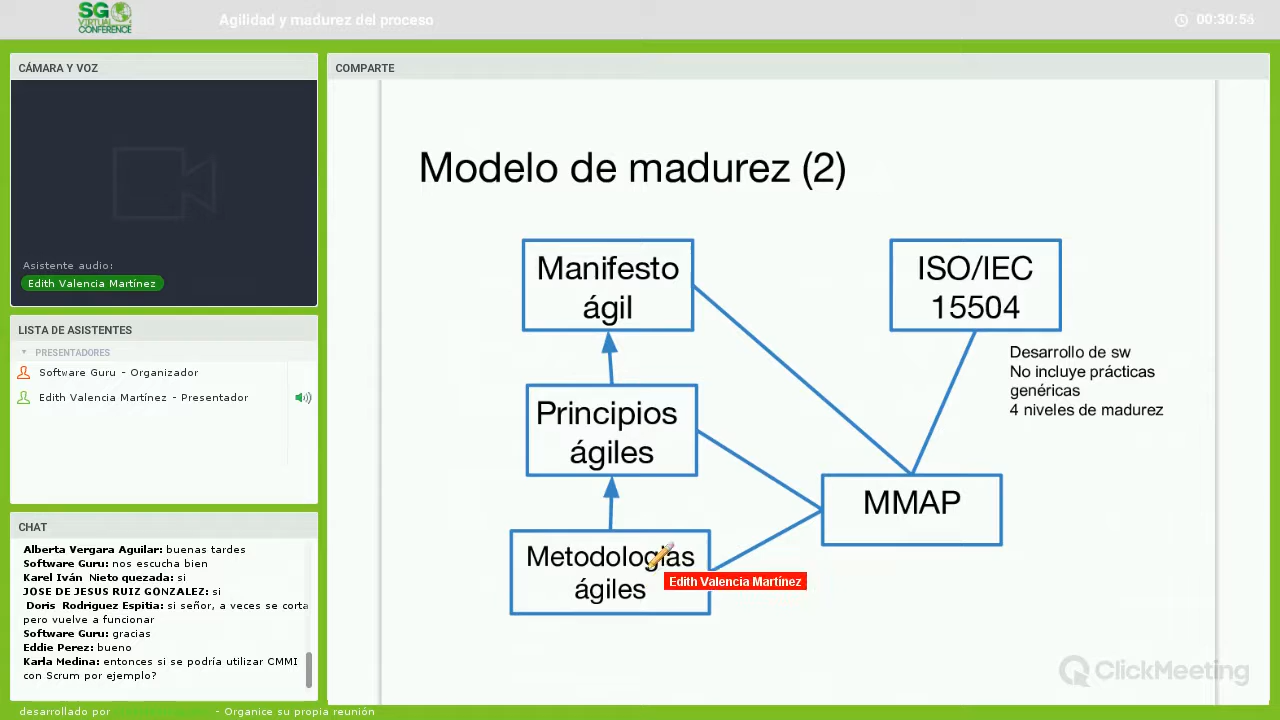 SG
VIRTUAL
CONFERENCE
Agilidad y madurez del proceso
CÁMARA Y VOZ
Asistente audio:
Edith Valencia Martínez
LISTA DE ASISTENTES
PRESENTADORES
Software Guru - Organizador
Edith Valencia Martínez - Presentador
CHAT
Alberta Vergara Aguilar: buenas tardes
Software Guru: nos escucha bien
Karel Iván Nieto quezada: si
JOSE DE JESUS RUIZ GONZALEZ: si
Doris Rodriguez Espitia: si señor, a veces se corta
pero vuelve a funcionar
Software Guru: gracias
Eddie Perez: bueno
Karla Medina: entonces si se podría utilizar CMMI
con Scrum por ejemplo?
COMPARTE
Modelo de madurez (2)
Manifesto
ágil
ISO/IEC
15504
Desarrollo de sw
No incluye prácticas
genéricas
4 niveles de madurez
Principios
ágiles
MMAP
Metodologías
ágiles
Edith Valencia Martínez
ClickMeeting
desarrollado por
- Organice su propia reunión